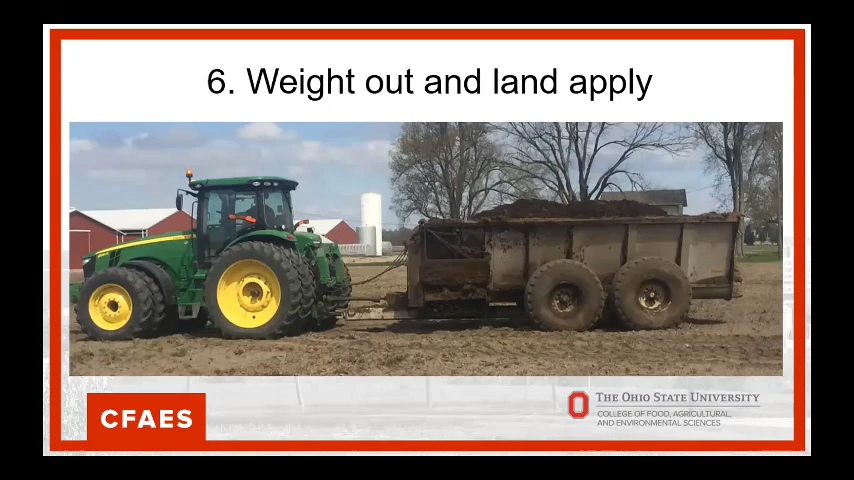 6. Weight out and land apply
CFAES
THE OHIO STATE UNIVERSITY
COLLEGE OF FOOD, AGRICULTURAL,
AND ENVIRONMENTAL SCIENCES